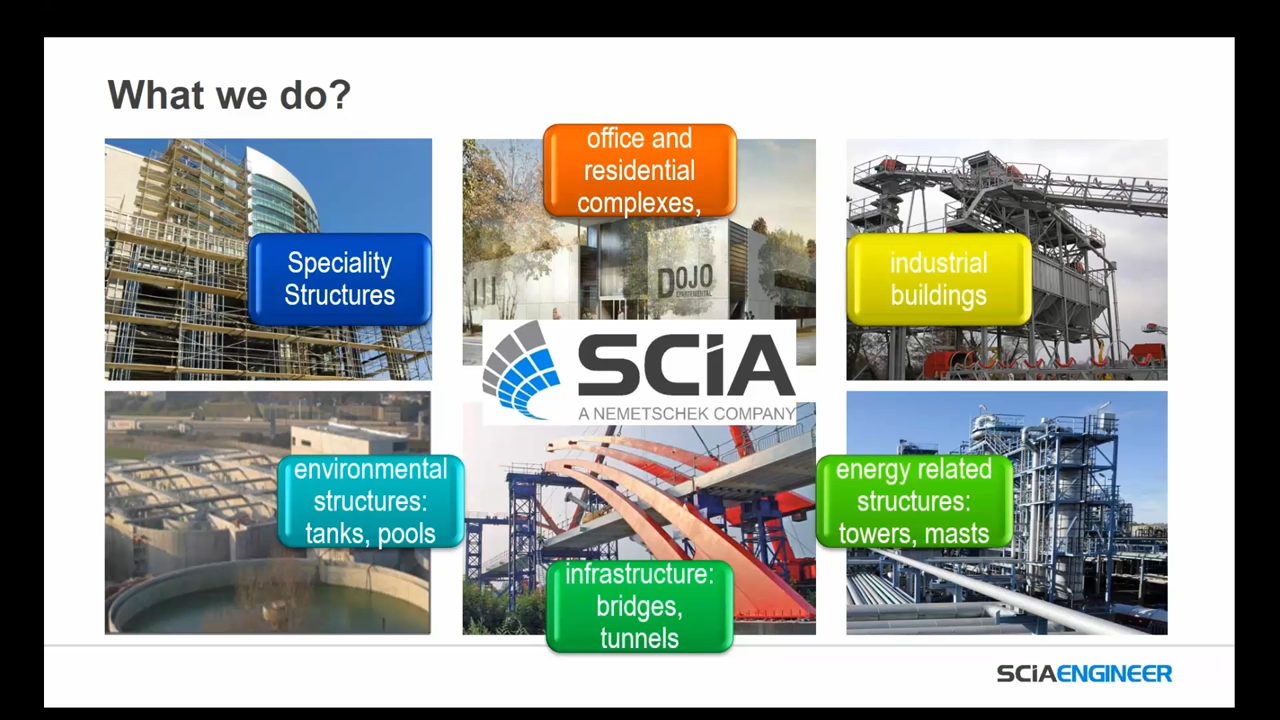 What we do?
office and
residential
complexes,
Speciality
Structures
industrial
buildings
DOJO
SCiA
A NEMETSCHEK COMPANY
environmental
structures:
tanks, pools
energy related
structures:
towers, masts
infrastructure:
bridges,
tunnels
SCiAENGINEER